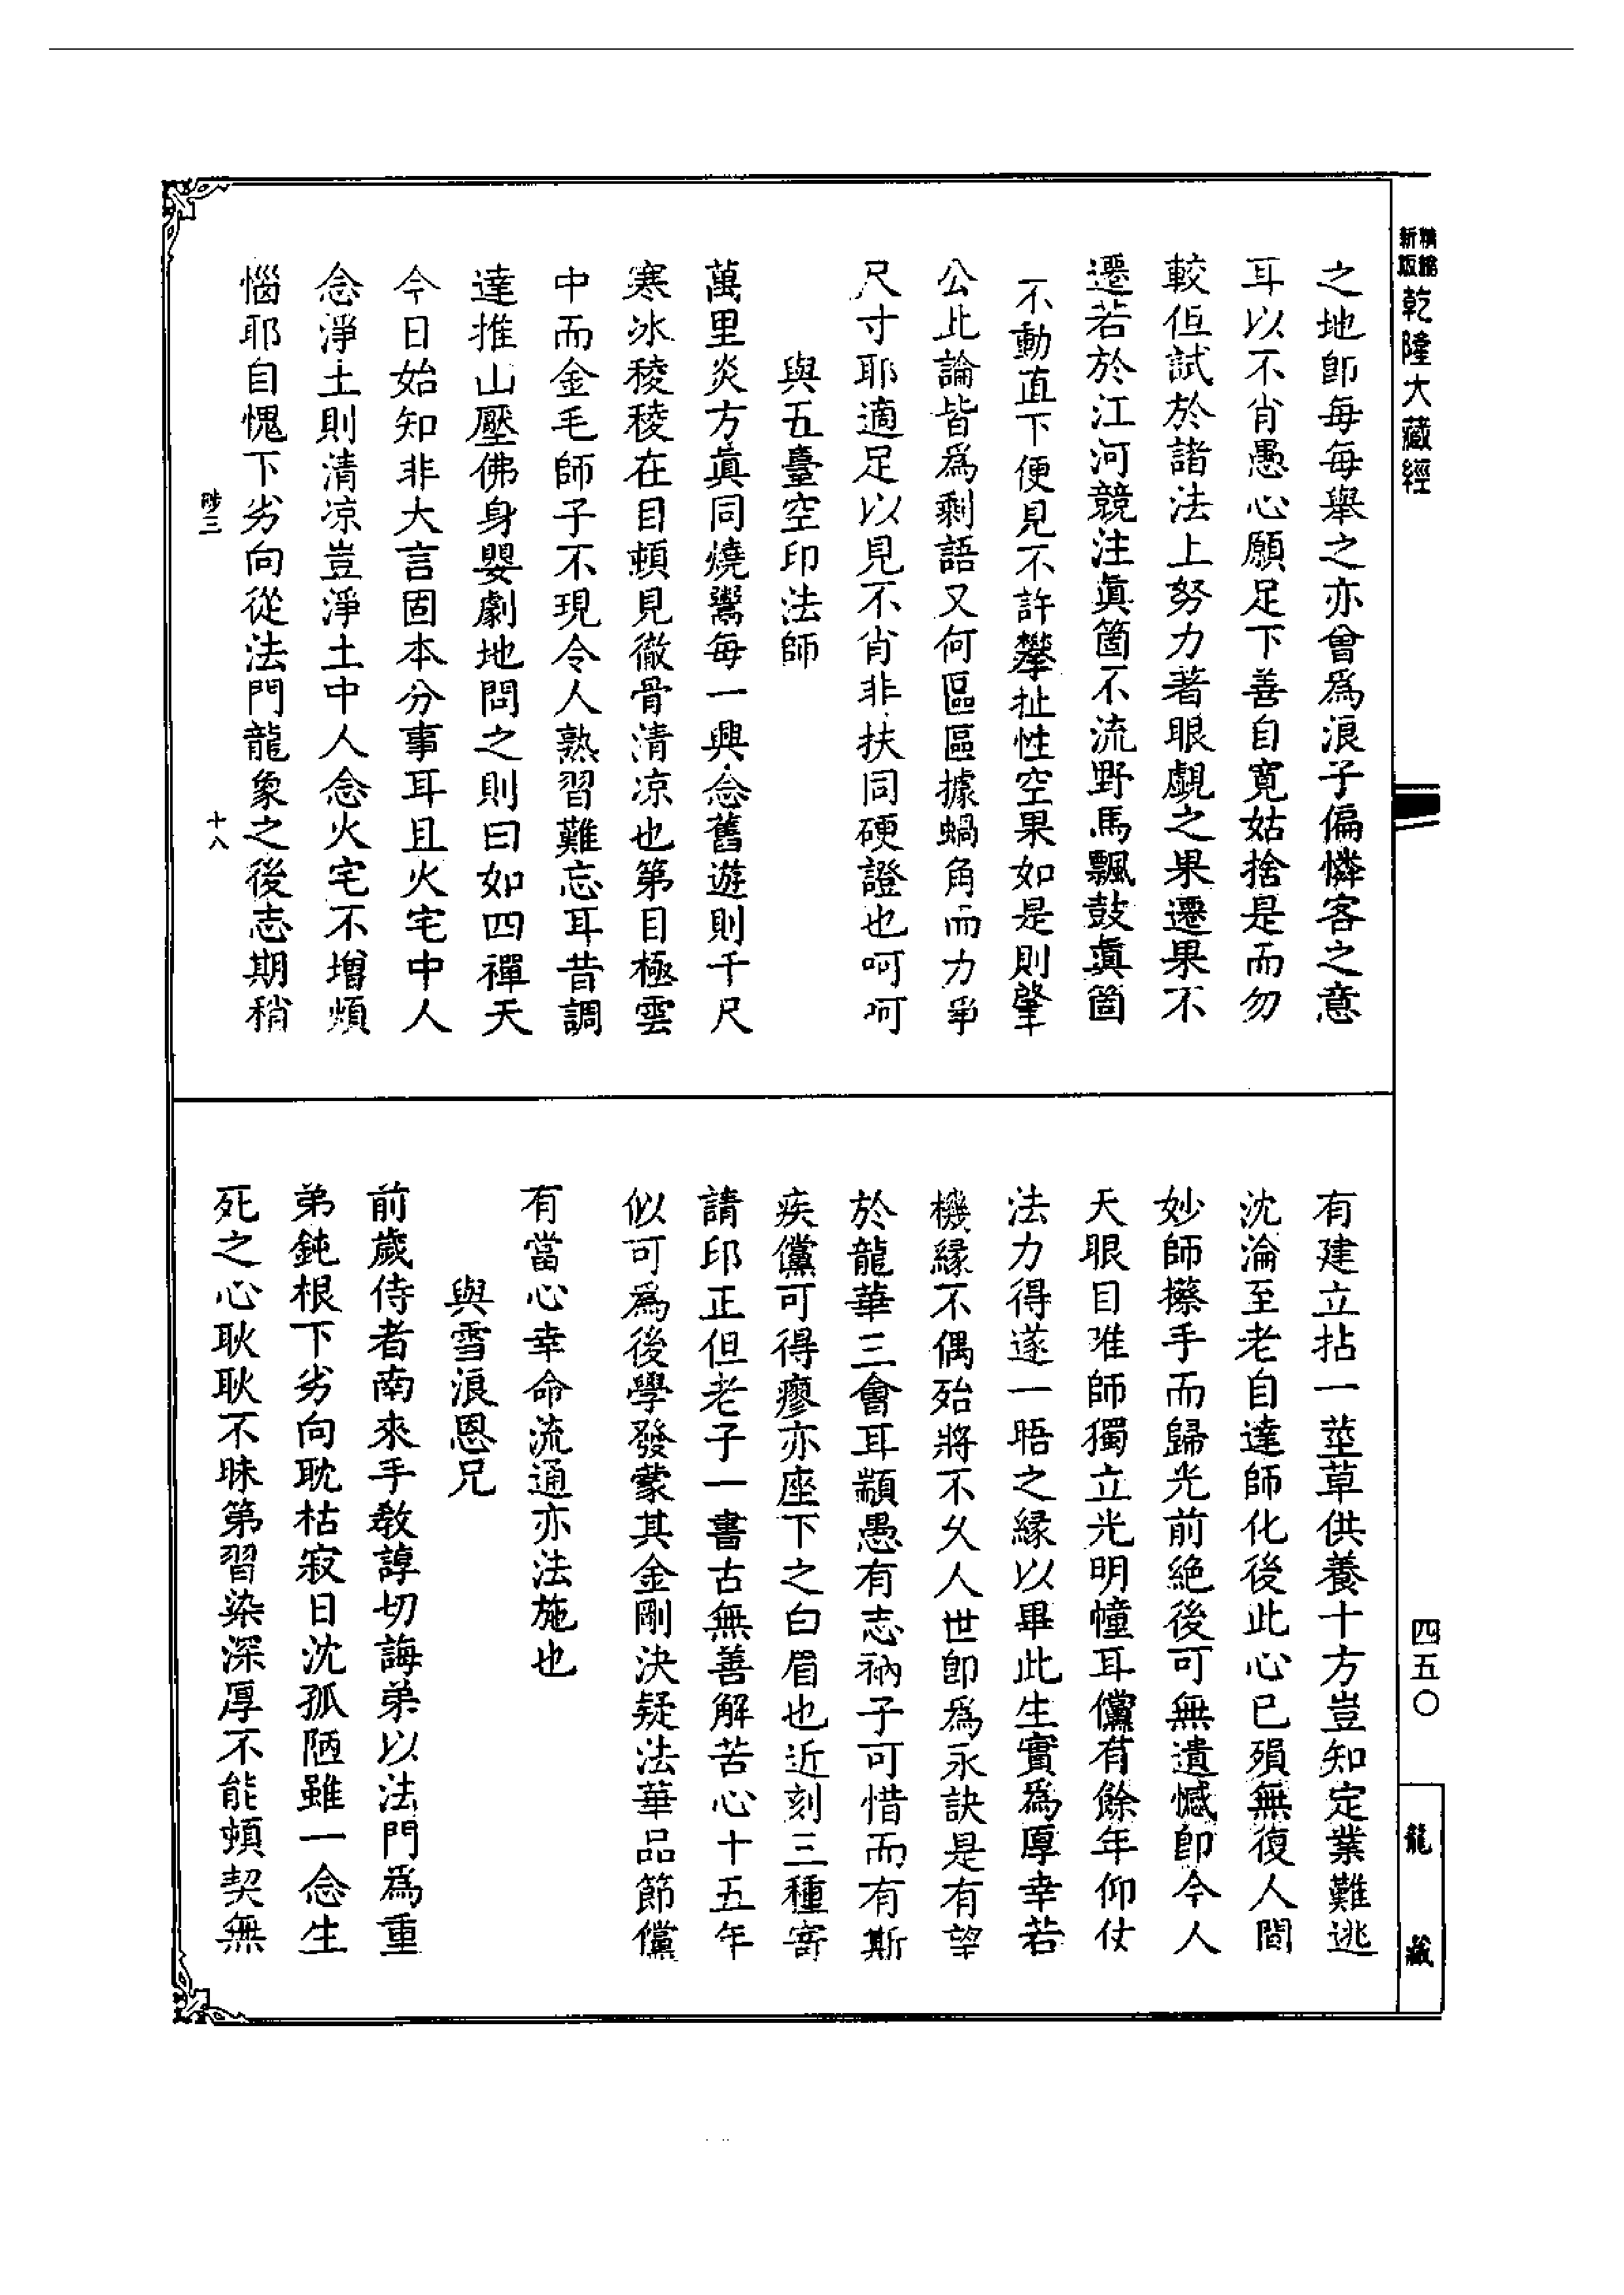 精縮新版乾隆大藏經
之地卽每每舉之亦曾爲浪子偏憐客之意
耳以不肖愚心願足下善自寬姑捨是而勿
較但試於諸法上努力著眼覷之果遷果不
遷若於江河競注眞箇不流野馬飄鼓眞箇
不動直下便見不許攀扯性空果如是則肇
公此論皆爲剩語又何區區據蝸角而力爭
尺寸耶適足以見不肖非扶同硬證也呵呵
與五臺空印法師
萬里炎方眞同燒鬻每一興念舊遊則千尺
寒冰稜稜在目頓見徹骨清凉也第目極雲
中而金毛師子不現令人熟習難忘耳昔調
達推山壓佛身嬰劇地問之則曰如四禪天
今日始知非大言固本分事耳且火宅中人
念淨土則清凉豈淨土中人念火宅不增煩
惱耶自愧下劣向從法門龍象之後志期稍
陟三
十八
有建立拈一莖草供養十方豈知定業難逃
沈淪至老自達師化後此心已殞無復人間
妙師擦手而歸光前絕後可無遺憾卽今人
天眼目唯師獨立光明幢耳儻有餘年仰仗
法力得遂一晤之緣以畢此生實爲厚幸若
機緣不偶殆將不久人世卽爲永訣是有望
於龍華三會耳顓愚有志衲子可惜而有斯
疾儻可得瘳亦座下之白眉也近刻三種寄
請印正但老子一書古無善解苦心十五年
似可爲後學發蒙其金剛決疑法華品節儻
有當心幸命流通亦法施也
與雪浪恩兄
前歲侍者南來手教諄切誨弟以法門爲重
弟鈍根下劣向耽枯寂日沈孤陋雖一念生
死之心耿耿不昧第習染深厚不能頓契無
四五〇
龍藏